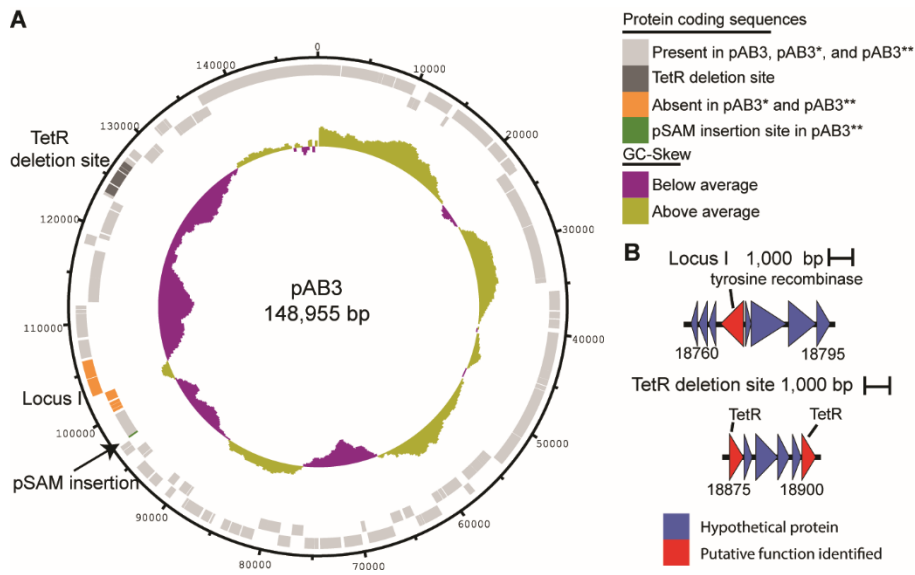 A
0
10000
20000
30000
40000
50000
60000
70000
80000
90000
100000
110000
120000
130000
140000
TetR
deletion site
Locus I
pSAM insertion
pAB3
148,955 bp
Protein coding sequences
Present in pAB3, pAB3*, and pAB3**
TetR deletion site
Absent in pAB3* and pAB3**
pSAM insertion site in pAB3**
GC-Skew
Below average
Above average
B
Locus I 1,000 bp
tyrosine recombinase
18760 18795
TetR deletion site 1,000 bp
TetR TetR
18875 18900
Hypothetical protein
Putative function identified